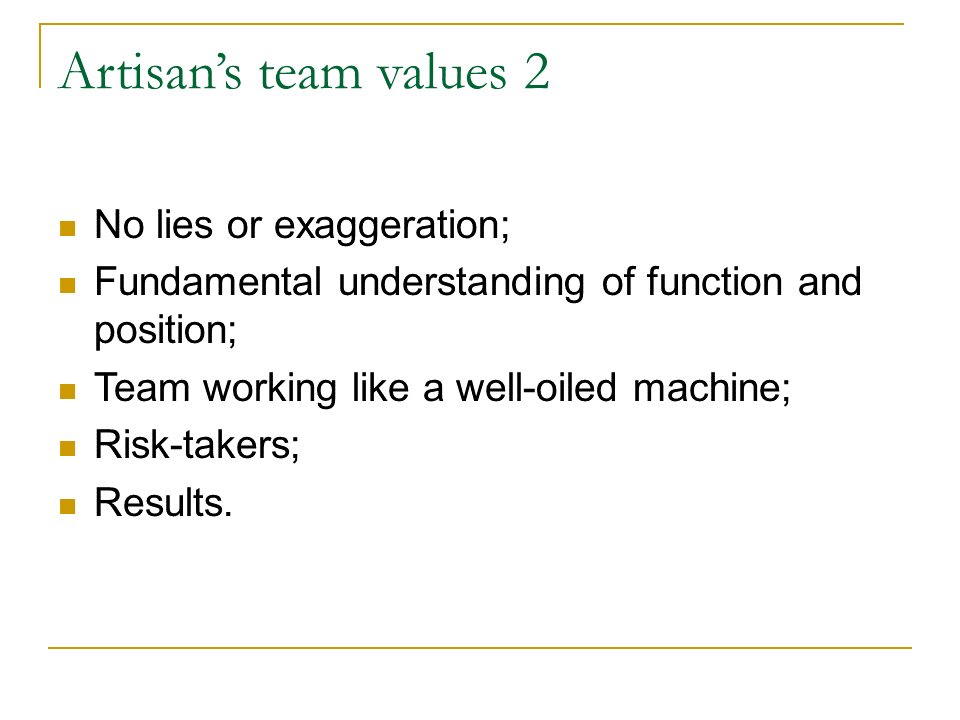 Artisan’s team values 2
No lies or exaggeration;
Fundamental understanding of function and
position;
Team working like a well-oiled machine;
Risk-takers;
Results.